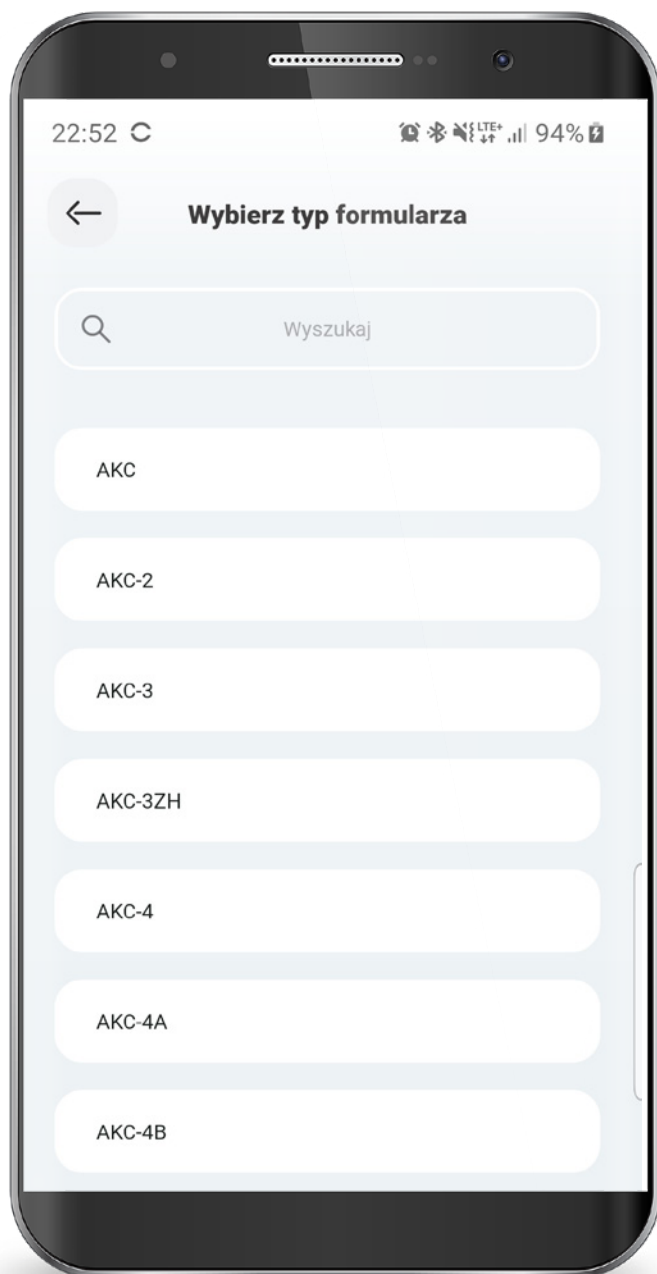 22:52 LTE+ 94%
Wybierz typ formularza
Wyszukaj
AKC
AKC-2
AKC-3
AKC-3ZH
AKC-4
AKC-4A
AKC-4B